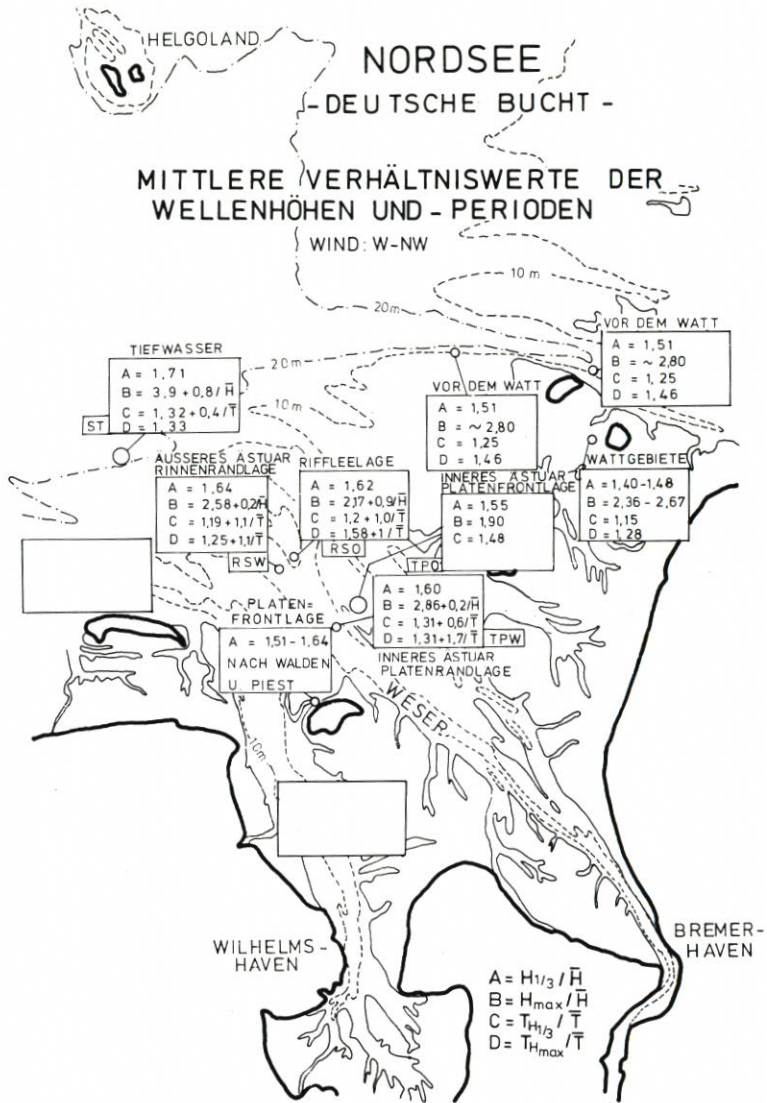 HELGOLAND
NORDSEE
- DEUTSCHE BUCHT -
MITTLERE VERHÄLTNISWERTE DER
WELLENHÖHEN UND - PERIODEN
WIND: W-NW
10 m
20m
VOR DEM WATT
A = 1,51
B = ~ 2,80
C = 1,25
D = 1,46
TIEFWASSER
A = 1,71
B = 3,9 + 0,8/H̅
C = 1,32 + 0,4/T̅
D = 1,33
ST
20m
10m
VOR DEM WATT
A = 1,51
B = ~ 2,80
C = 1,25
D = 1,46
WATTGEBIETE
A = 1,40-1,48
B = 2,36 - 2,67
C = 1,15
D = 1,28
ÄUSSERES ÄSTUAR
RINNENRANDLAGE
A = 1,64
B = 2,58+0,2/H̅
C = 1,19 + 1,1/T̅
D = 1,25+1,1/T̅
RSW
RIFFLEELAGE
A = 1,62
B = 2,17+0,9/H̅
C = 1,2 + 1,0/T̅
D = 1,58+1/T̅
RSO
INNERES ÄSTUAR
PLATENFRONTLAGE
A = 1,55
B = 1,90
C = 1,48
TPO
A = 1,60
B = 2,86+0,2/H̅
C = 1,31+ 0,6/T̅
D = 1,31+1,7/T̅
TPW
INNERES ÄSTUAR
PLATENRANDLAGE
PLATEN=
FRONTLAGE
A = 1,51 - 1,64
NACH WALDEN
U. PIEST
WESER
10m
WILHELMS-
HAVEN
BREMER-
HAVEN
A = H1/3 / H̅
B = Hmax / H̅
C = TH1/3 / T̅
D = THmax / T̅